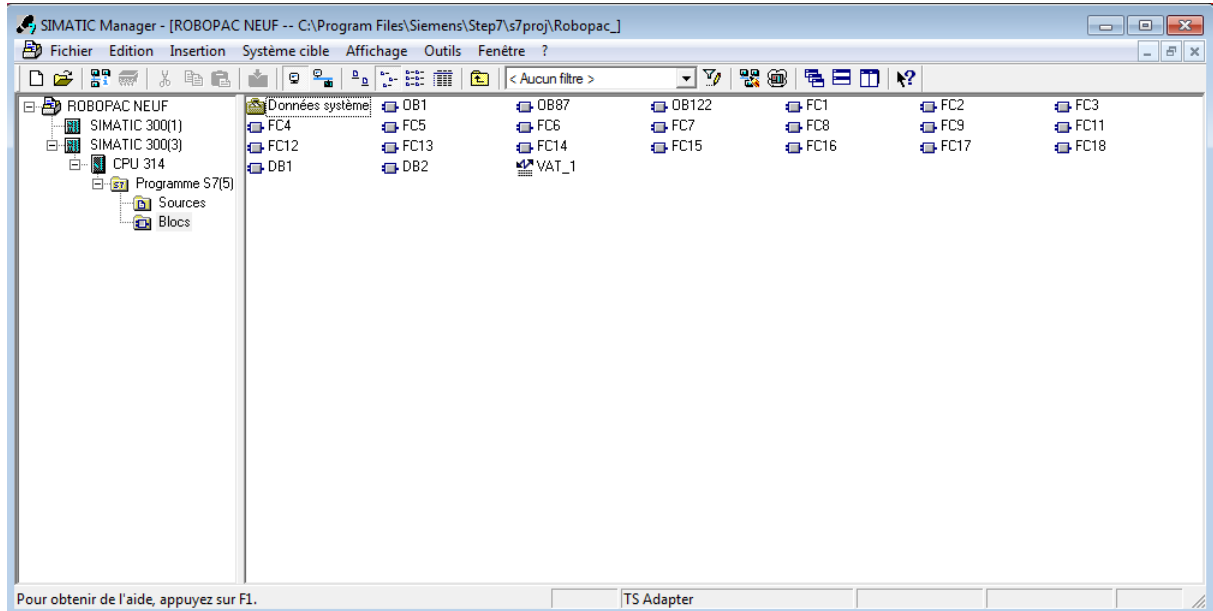 SIMATIC Manager - [ROBOPAC NEUF -- C:\Program Files\Siemens\Step7\s7proj\Robopac_]
Fichier Edition Insertion Système cible Affichage Outils Fenêtre ?
< Aucun filtre >
ROBOPAC NEUF
SIMATIC 300(1)
SIMATIC 300(3)
CPU 314
Programme S7(5)
Sources
Blocs
Données système OB1 OB87 OB122 FC1 FC2 FC3
FC4 FC5 FC6 FC7 FC8 FC9 FC11
FC12 FC13 FC14 FC15 FC16 FC17 FC18
DB1 DB2 VAT_1
Pour obtenir de l'aide, appuyez sur F1. TS Adapter